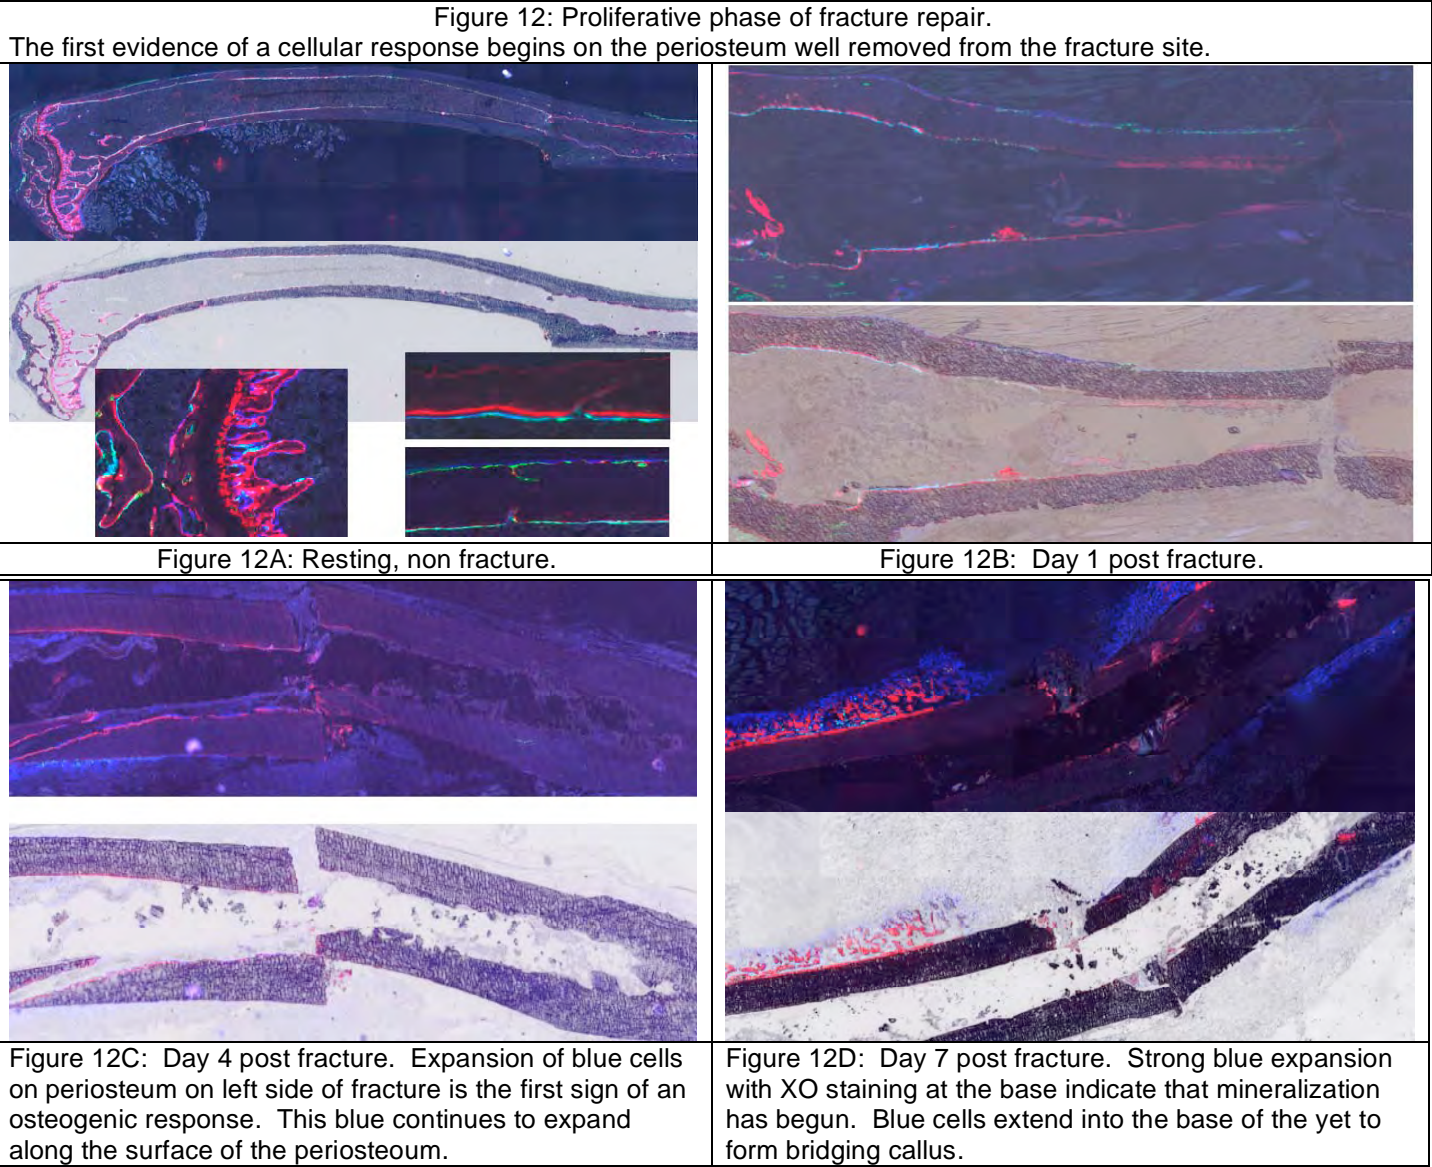 Figure 12: Proliferative phase of fracture repair.
The first evidence of a cellular response begins on the periosteum well removed from the fracture site.
Figure 12A: Resting, non fracture.
Figure 12B:  Day 1 post fracture.
Figure 12C:  Day 4 post fracture.  Expansion of blue cells
on periosteum on left side of fracture is the first sign of an
osteogenic response.  This blue continues to expand
along the surface of the periosteoum.
Figure 12D:  Day 7 post fracture.  Strong blue expansion
with XO staining at the base indicate that mineralization
has begun.  Blue cells extend into the base of the yet to
form bridging callus.